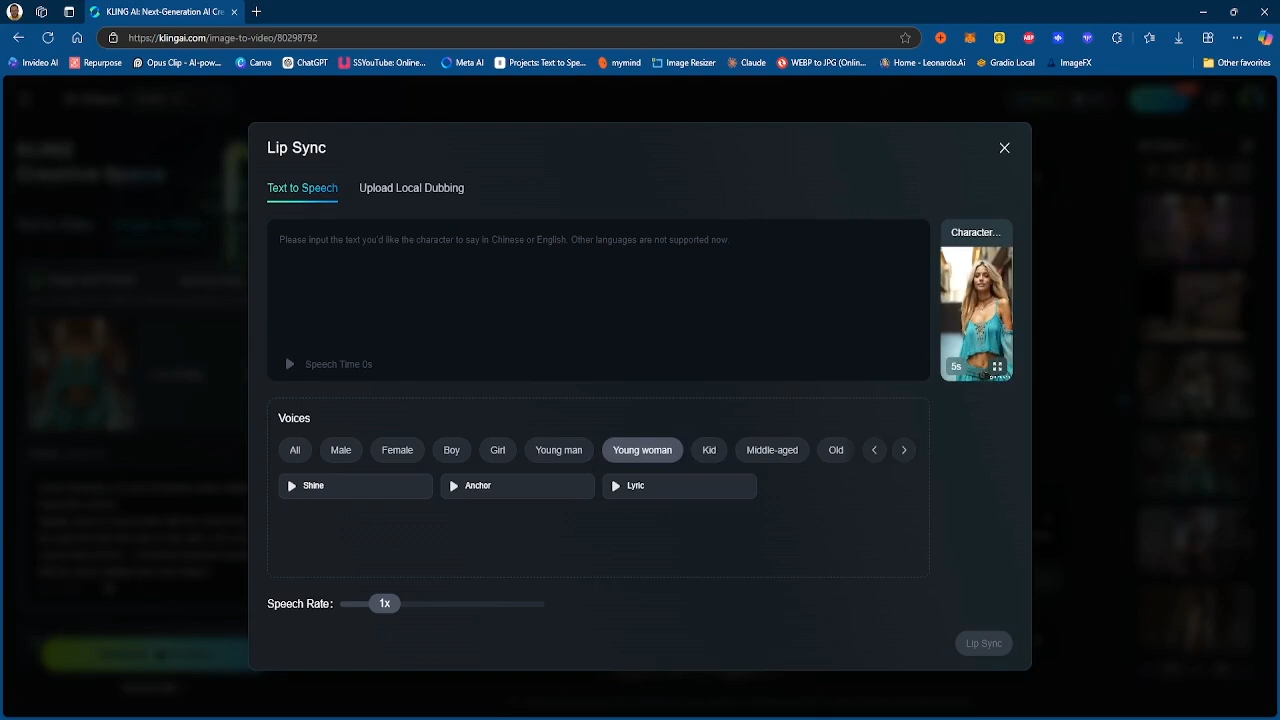 KLING AI: Next-Generation AI Cre
https://klingai.com/image-to-video/80298792
Invideo AI
Repurpose
Opus Clip - AI-pow...
Canva
ChatGPT
SSYouTube: Online...
Meta AI
Projects: Text to Spe...
mymind
Image Resizer
Claude
WEBP to JPG (Onlin...
Home - Leonardo.Ai
Gradio Local
ImageFX
Other favorites
Lip Sync
Text to Speech
Upload Local Dubbing
Please input the text you'd like the character to say in Chinese or English. Other languages are not supported now.
Character...
Speech Time 0s
5s
Voices
All
Male
Female
Boy
Girl
Young man
Young woman
Kid
Middle-aged
Old
Shine
Anchor
Lyric
Speech Rate:
1x
Lip Sync